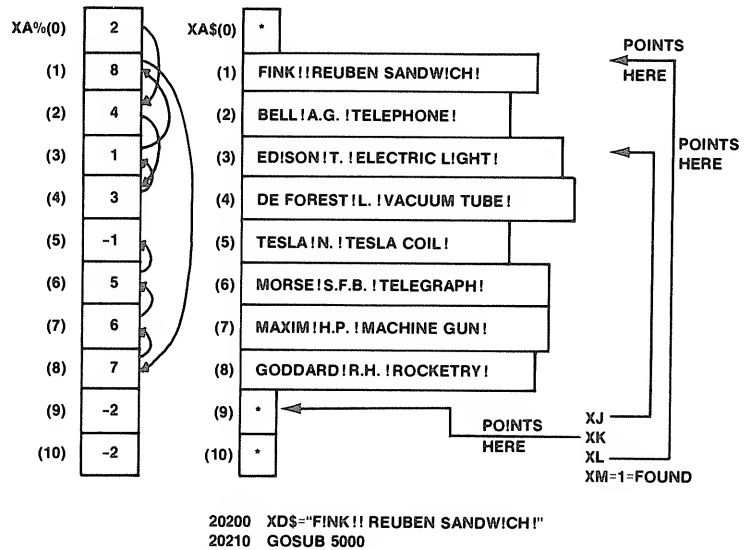 XA%(0) 2 XA$(0) *
POINTS
HERE
(1) 8 (1) FINK!!REUBEN SANDWICH!
(2) 4 (2) BELL!A.G.!TELEPHONE!
POINTS
HERE
(3) 1 (3) EDISON!T.!ELECTRIC LIGHT!
(4) 3 (4) DE FOREST!L.!VACUUM TUBE!
(5) -1 (5) TESLA!N.!TESLA COIL!
(6) 5 (6) MORSE!S.F.B.!TELEGRAPH!
(7) 6 (7) MAXIM!H.P.!MACHINE GUN!
(8) 7 (8) GODDARD!R.H.!ROCKETRY!
(9) -2 (9) *
POINTS
HERE
(10) -2 (10) *
XJ
XK
XL
XM=1=FOUND
20200 XD$="FINK!! REUBEN SANDWICH!"
20210 GOSUB 5000